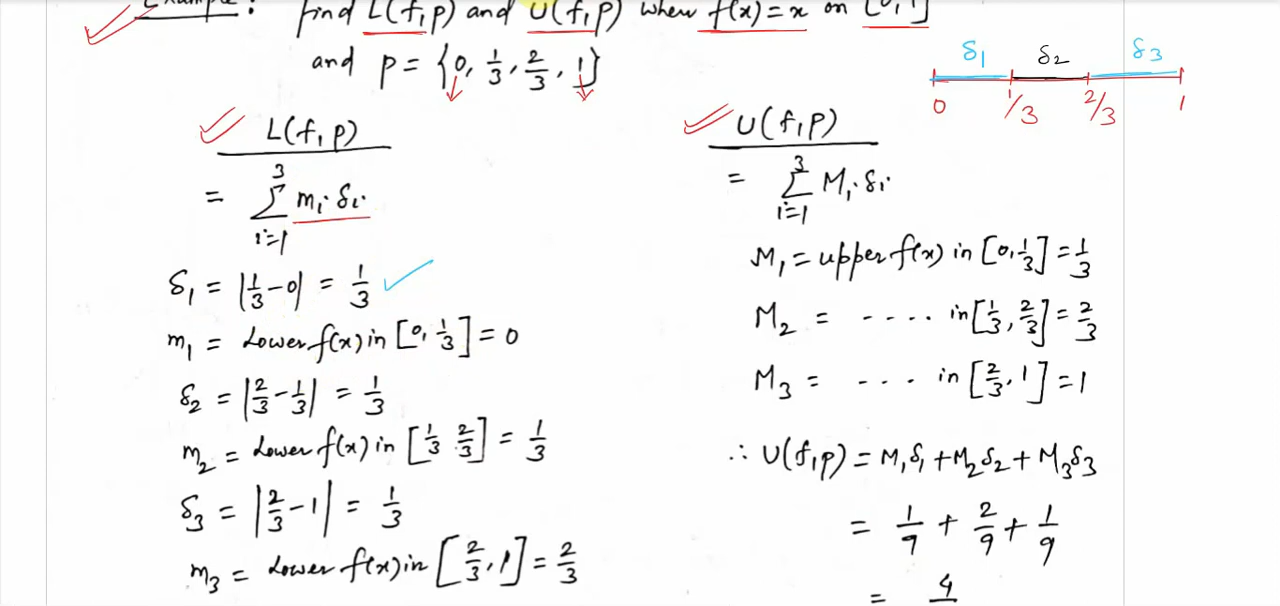 Example : find L(f,p) and U(f,p) where f(x) = x on [0,1]
and p = {0, 1/3, 2/3, 1}
δ1 δ2 δ3
0 1/3 2/3 1
L(f,p)
= 3 Σ i=1 mi·δi
δ1 = |1/3 - 0| = 1/3
m1 = Lower f(x) in [0, 1/3] = 0
δ2 = |2/3 - 1/3| = 1/3
m2 = Lower f(x) in [1/3 2/3] = 1/3
δ3 = |2/3 - 1| = 1/3
m3 = Lower f(x) in [2/3, 1] = 2/3
U(f,p)
= 3 Σ i=1 Mi·δi
M1 = upper f(x) in [0, 1/3] = 1/3
M2 = ---- in [1/3, 2/3] = 2/3
M3 = --- in [2/3, 1] = 1
∴ U(f,p) = M1δ1 + M2δ2 + M3δ3
= 1/9 + 2/9 + 1/9
= 4